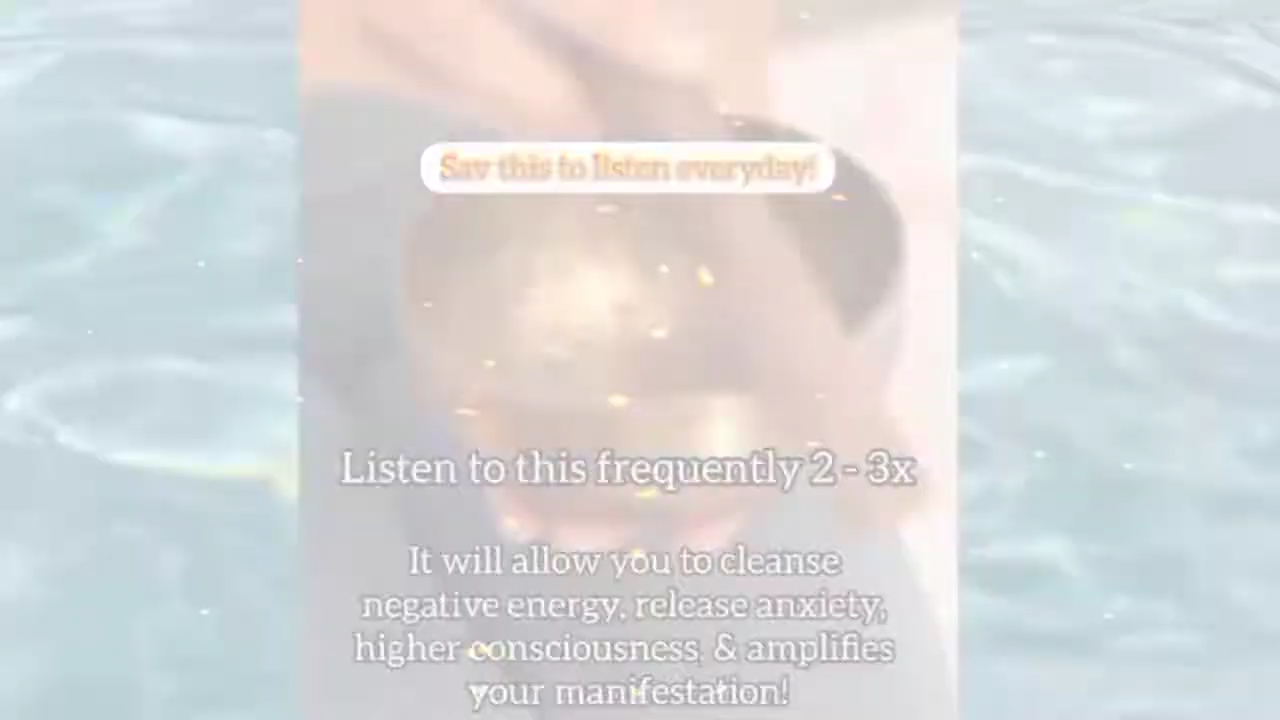 Say this to listen everyday!
Listen to this frequently 2 - 3x
It will allow you to cleanse
negative energy, release anxiety,
higher consciousness, & amplifies
your manifestation!